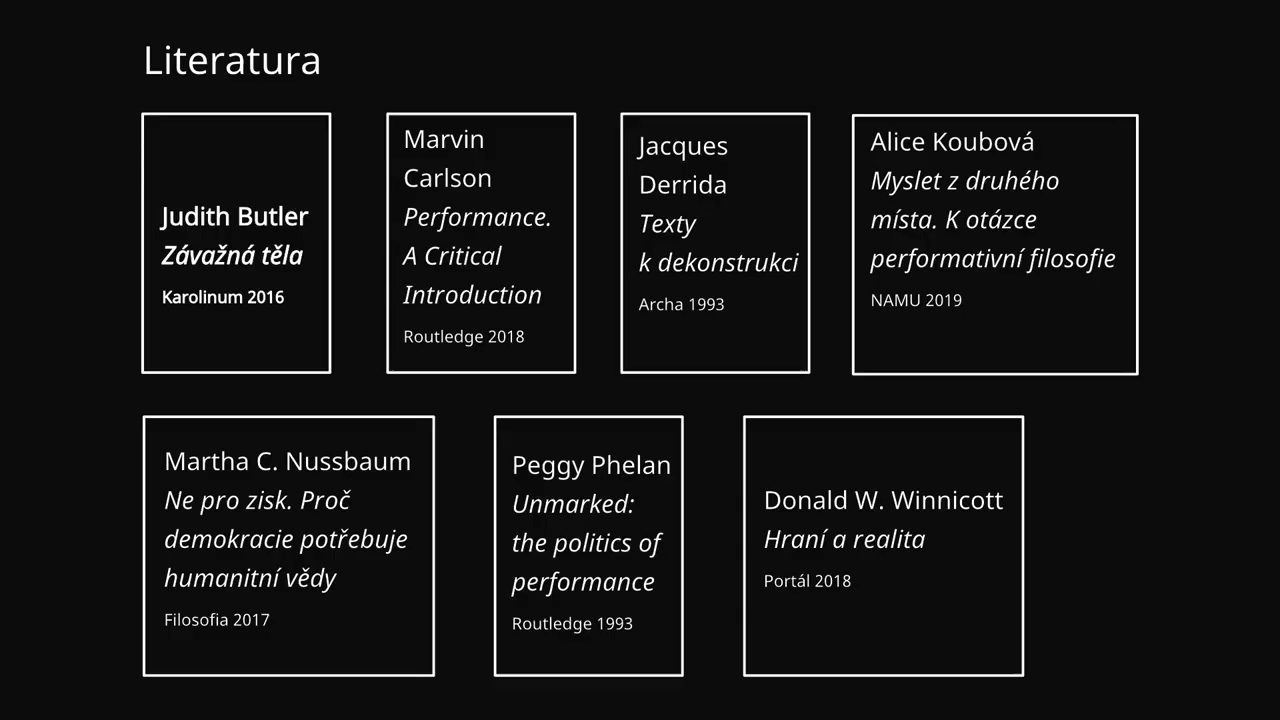 Literatura
Judith Butler
Závažná těla
Karolinum 2016
Marvin
Carlson
Performance.
A Critical
Introduction
Routledge 2018
Jacques
Derrida
Texty
k dekonstrukci
Archa 1993
Alice Koubová
Myslet z druhého
místa. K otázce
performativní filosofie
NAMU 2019
Martha C. Nussbaum
Ne pro zisk. Proč
demokracie potřebuje
humanitní vědy
Filosofia 2017
Peggy Phelan
Unmarked:
the politics of
performance
Routledge 1993
Donald W. Winnicott
Hraní a realita
Portál 2018